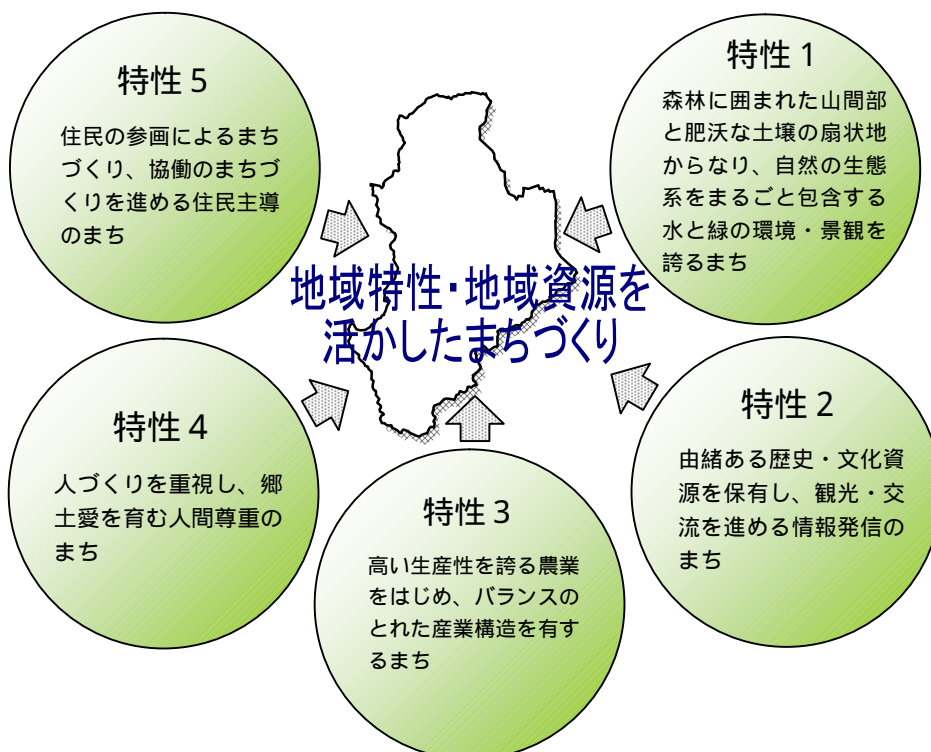 地域特性・地域資源を
活かしたまちづくり
特性1
森林に囲まれた山間部
と肥沃な土壌の扇状地
からなり、自然の生態
系をまるごと包含する
水と緑の環境・景観を
誇るまち
特性2
由緒ある歴史・文化資
源を保有し、観光・交
流を進める情報発信の
まち
特性3
高い生産性を誇る農業
をはじめ、バランスの
とれた産業構造を有す
るまち
特性4
人づくりを重視し、郷
土愛を育む人間尊重の
まち
特性5
住民の参画によるまち
づくり、協働のまちづ
くりを進める住民主導
のまち